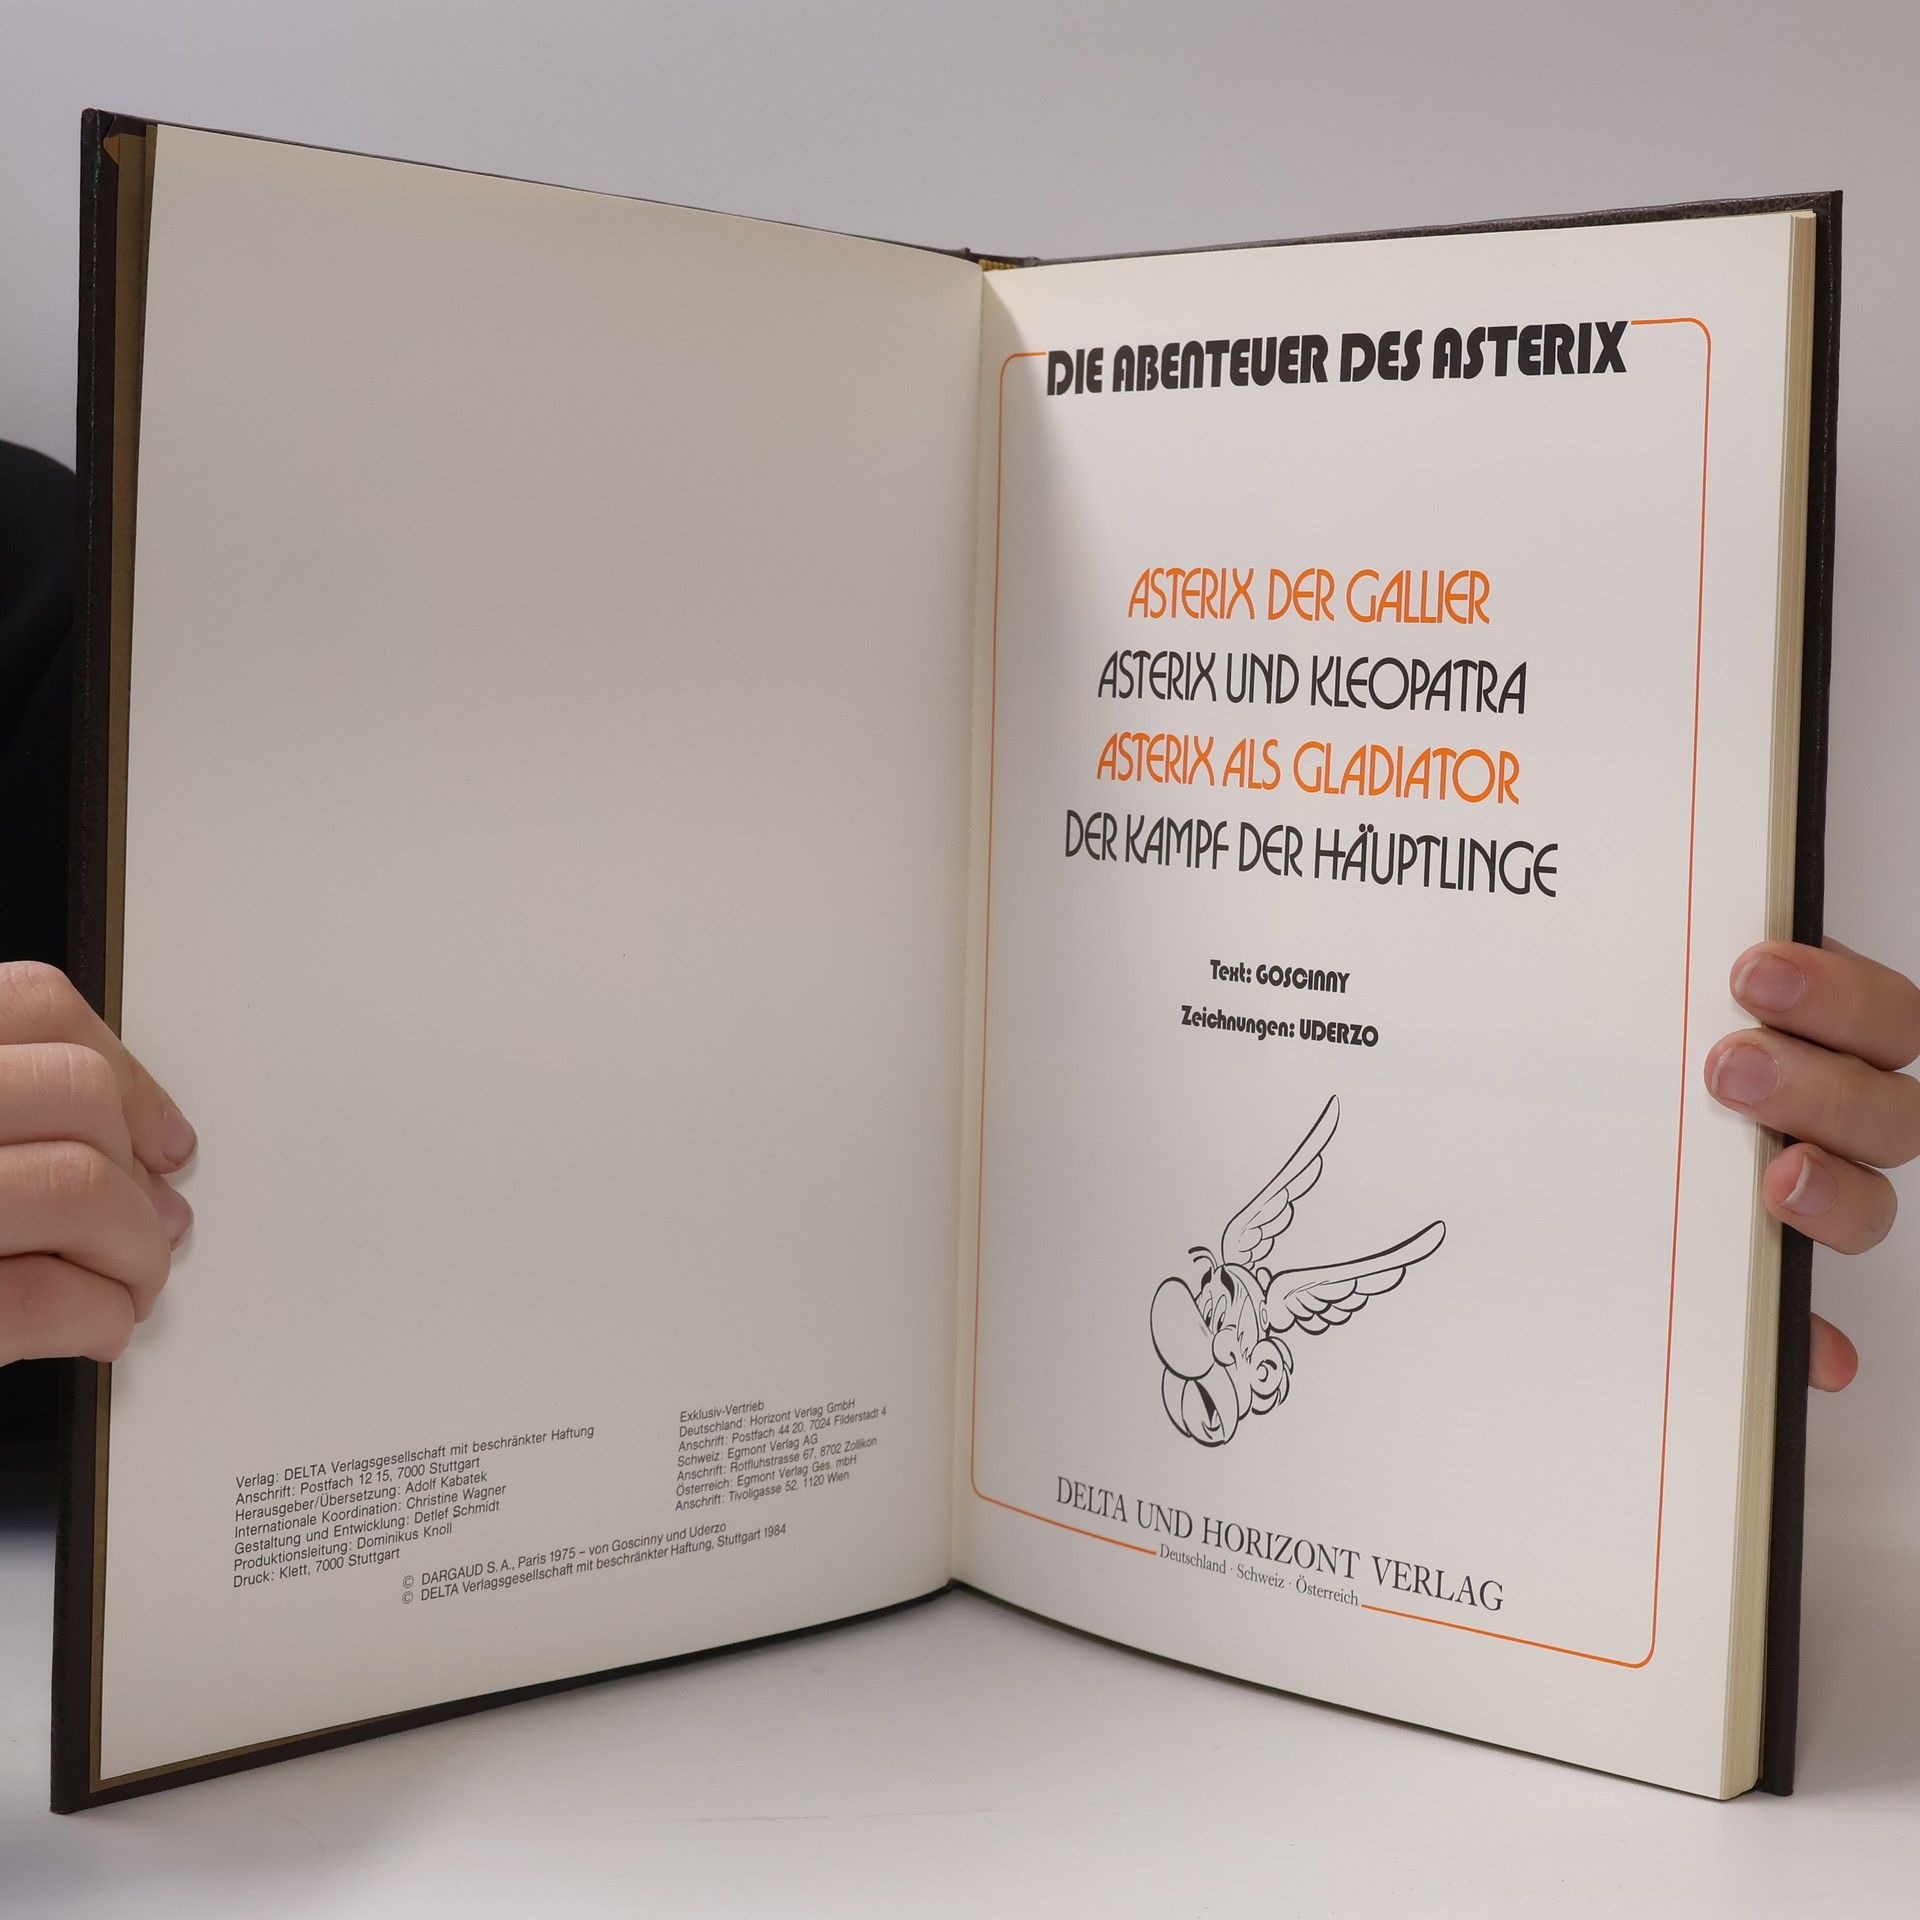 Verlag: DELTA Verlagsgesellschaft mit beschränkter Haftung
Anschrift: Postfach 12 15, 7000 Stuttgart
Herausgeber/Übersetzung: Adolf Kabatek
Internationale Koordination: Christine Wagner
Gestaltung und Entwicklung: Detlef Schmidt
Produktionsleitung: Dominikus Knoll
Druck: Klett, 7000 Stuttgart
Exklusiv-Vertrieb
Deutschland: Horizont Verlag GmbH
Anschrift: Postfach 44 20, 7024 Filderstadt 4
Schweiz: Egmont Verlag AG
Anschrift: Rotfluhstrasse 67, 8702 Zollikon
Österreich: Egmont Verlag Ges. mbH
Anschrift: Tivoligasse 52, 1120 Wien
© DARGAUD S. A., Paris 1975 – von Goscinny und Uderzo
© DELTA Verlagsgesellschaft mit beschränkter Haftung, Stuttgart 1984
DIE ABENTEUER DES ASTERIX
ASTERIX DER GALLIER
ASTERIX UND KLEOPATRA
ASTERIX ALS GLADIATOR
DER KAMPF DER HÄUPTLINGE
Text: GOSCINNY
Zeichnungen: UDERZO
DELTA UND HORIZONT VERLAG
Deutschland · Schweiz · Österreich